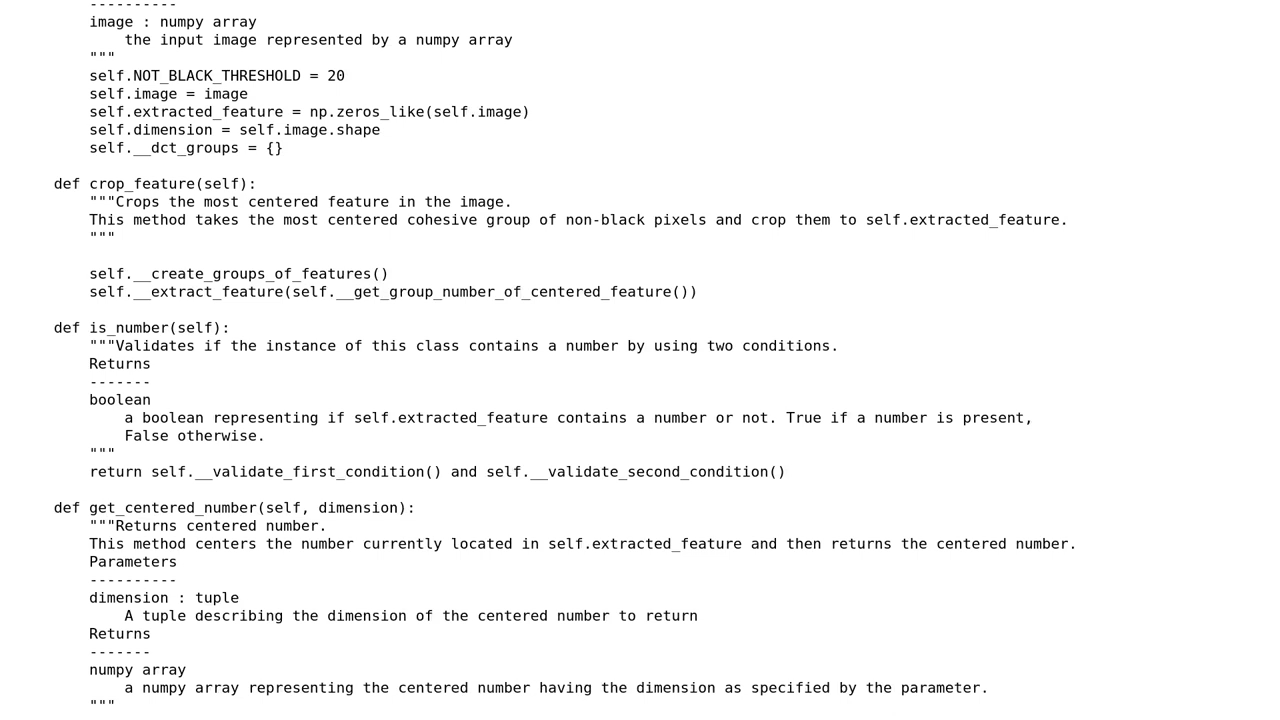 ----------
image : numpy array
the input image represented by a numpy array
"""
self.NOT_BLACK_THRESHOLD = 20
self.image = image
self.extracted_feature = np.zeros_like(self.image)
self.dimension = self.image.shape
self.__dct_groups = {}
def crop_feature(self):
"""Crops the most centered feature in the image.
This method takes the most centered cohesive group of non-black pixels and crop them to self.extracted_feature.
"""
self.__create_groups_of_features()
self.__extract_feature(self.__get_group_number_of_centered_feature())
def is_number(self):
"""Validates if the instance of this class contains a number by using two conditions.
Returns
-------
boolean
a boolean representing if self.extracted_feature contains a number or not. True if a number is present,
False otherwise.
"""
return self.__validate_first_condition() and self.__validate_second_condition()
def get_centered_number(self, dimension):
"""Returns centered number.
This method centers the number currently located in self.extracted_feature and then returns the centered number.
Parameters
----------
dimension : tuple
A tuple describing the dimension of the centered number to return
Returns
-------
numpy array
a numpy array representing the centered number having the dimension as specified by the parameter.
"""